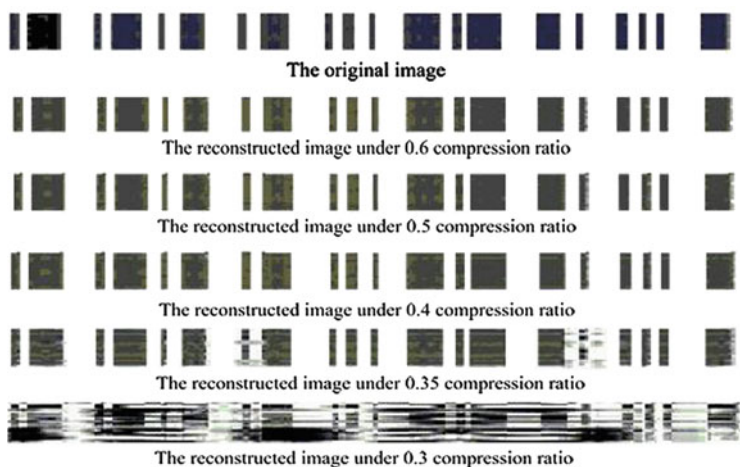 The original image
The reconstructed image under 0.6 compression ratio
The reconstructed image under 0.5 compression ratio
The reconstructed image under 0.4 compression ratio
The reconstructed image under 0.35 compression ratio
The reconstructed image under 0.3 compression ratio